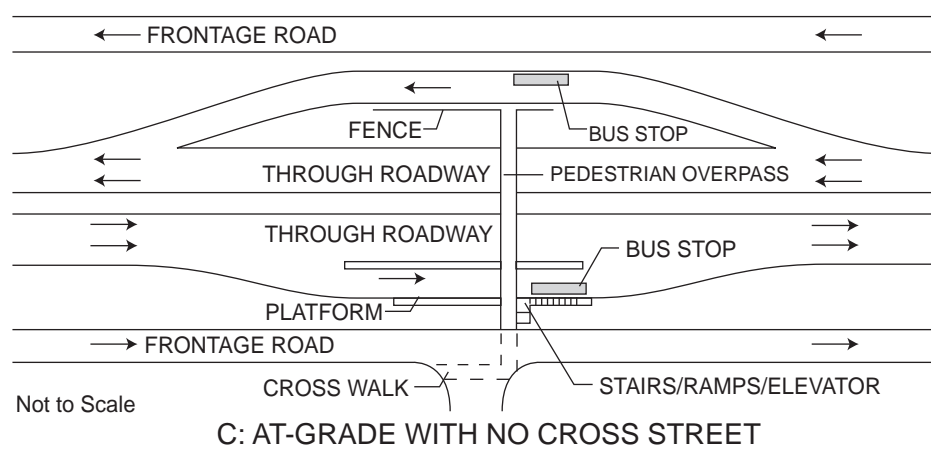 FRONTAGE ROAD
FENCE
BUS STOP
THROUGH ROADWAY
PEDESTRIAN OVERPASS
THROUGH ROADWAY
BUS STOP
PLATFORM
FRONTAGE ROAD
CROSS WALK
STAIRS/RAMPS/ELEVATOR
Not to Scale
C: AT-GRADE WITH NO CROSS STREET